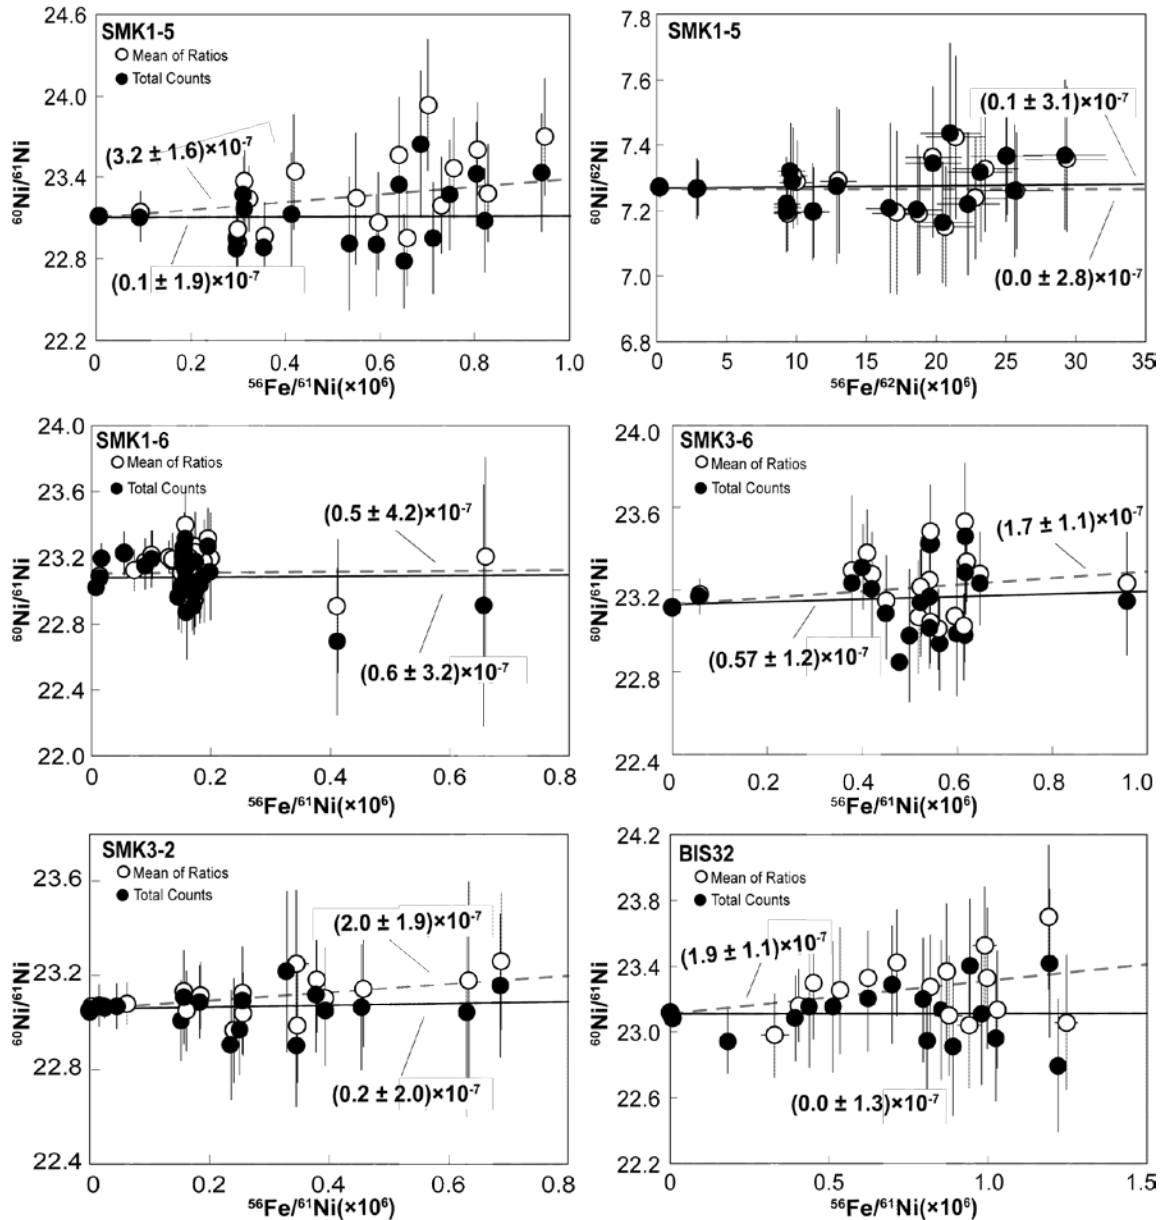 24.6
SMK1-5
Mean of Ratios
Total Counts
24.0
(3.2 ± 1.6)×10⁻⁷
⁶⁰Ni/⁶¹Ni
23.4
22.8
(0.1 ± 1.9)×10⁻⁷
22.2
0
0.2
0.4
0.6
0.8
1.0
⁵⁶Fe/⁶¹Ni(×10⁶)
7.8
SMK1-5
7.6
(0.1 ± 3.1)×10⁻⁷
7.4
⁶⁰Ni/⁶²Ni
7.2
(0.0 ± 2.8)×10⁻⁷
7.0
6.8
0
5
10
15
20
25
30
35
⁵⁶Fe/⁶²Ni(×10⁶)
24.0
SMK1-6
Mean of Ratios
Total Counts
23.6
(0.5 ± 4.2)×10⁻⁷
23.2
⁶⁰Ni/⁶¹Ni
22.8
(0.6 ± 3.2)×10⁻⁷
22.4
22.0
0
0.2
0.4
0.6
0.8
⁵⁶Fe/⁶¹Ni(×10⁶)
24.0
SMK3-6
Mean of Ratios
Total Counts
23.6
(1.7 ± 1.1)×10⁻⁷
⁶⁰Ni/⁶¹Ni
23.2
(0.57 ± 1.2)×10⁻⁷
22.8
22.4
0
0.2
0.4
0.6
0.8
1.0
⁵⁶Fe/⁶¹Ni(×10⁶)
SMK3-2
Mean of Ratios
23.6
Total Counts
(2.0 ± 1.9)×10⁻⁷
⁶⁰Ni/⁶¹Ni
23.2
22.8
(0.2 ± 2.0)×10⁻⁷
22.4
0
0.2
0.4
0.6
0.8
⁵⁶Fe/⁶¹Ni(×10⁶)
24.2
BIS32
Mean of Ratios
Total Counts
23.8
(1.9 ± 1.1)×10⁻⁷
23.4
⁶⁰Ni/⁶¹Ni
23.0
(0.0 ± 1.3)×10⁻⁷
22.6
22.2
0
0.5
1.0
1.5
⁵⁶Fe/⁶¹Ni(×10⁶)